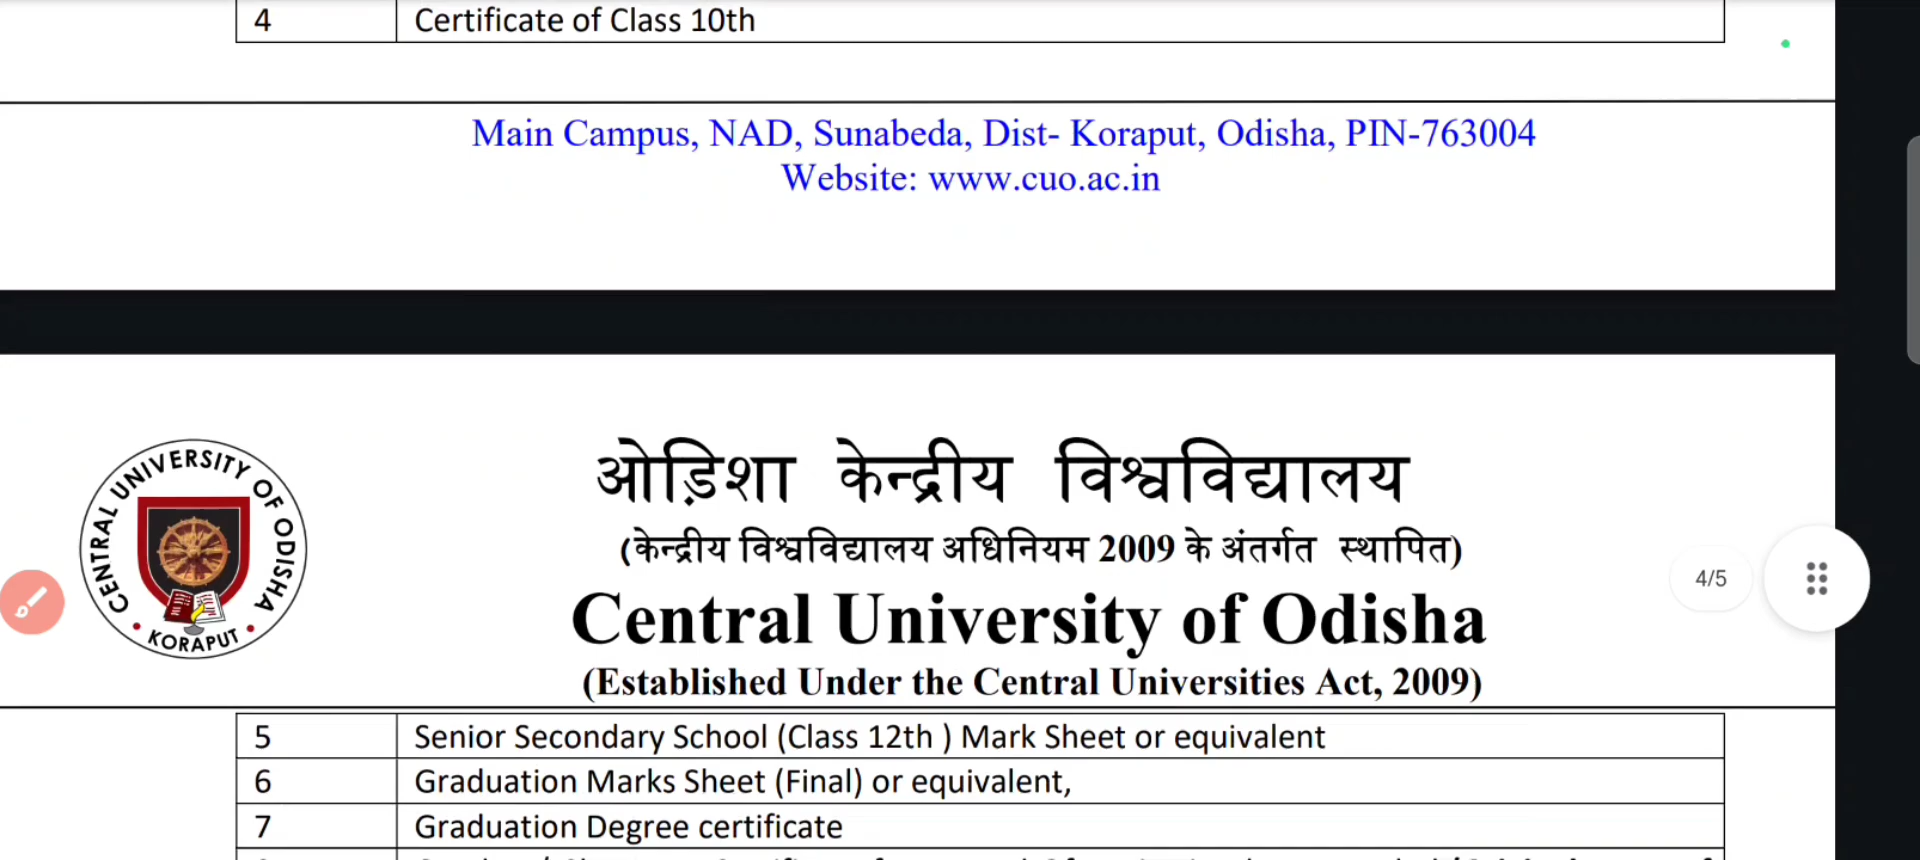 4 Certificate of Class 10th
Main Campus, NAD, Sunabeda, Dist- Koraput, Odisha, PIN-763004
Website: www.cuo.ac.in
CENTRAL UNIVERSITY OF ODISHA
• KORAPUT •
ओड़िशा केन्द्रीय विश्वविद्यालय
(केन्द्रीय विश्वविद्यालय अधिनियम 2009 के अंतर्गत स्थापित)
Central University of Odisha
(Established Under the Central Universities Act, 2009)
4/5
5 Senior Secondary School (Class 12th ) Mark Sheet or equivalent
6 Graduation Marks Sheet (Final) or equivalent,
7 Graduation Degree certificate